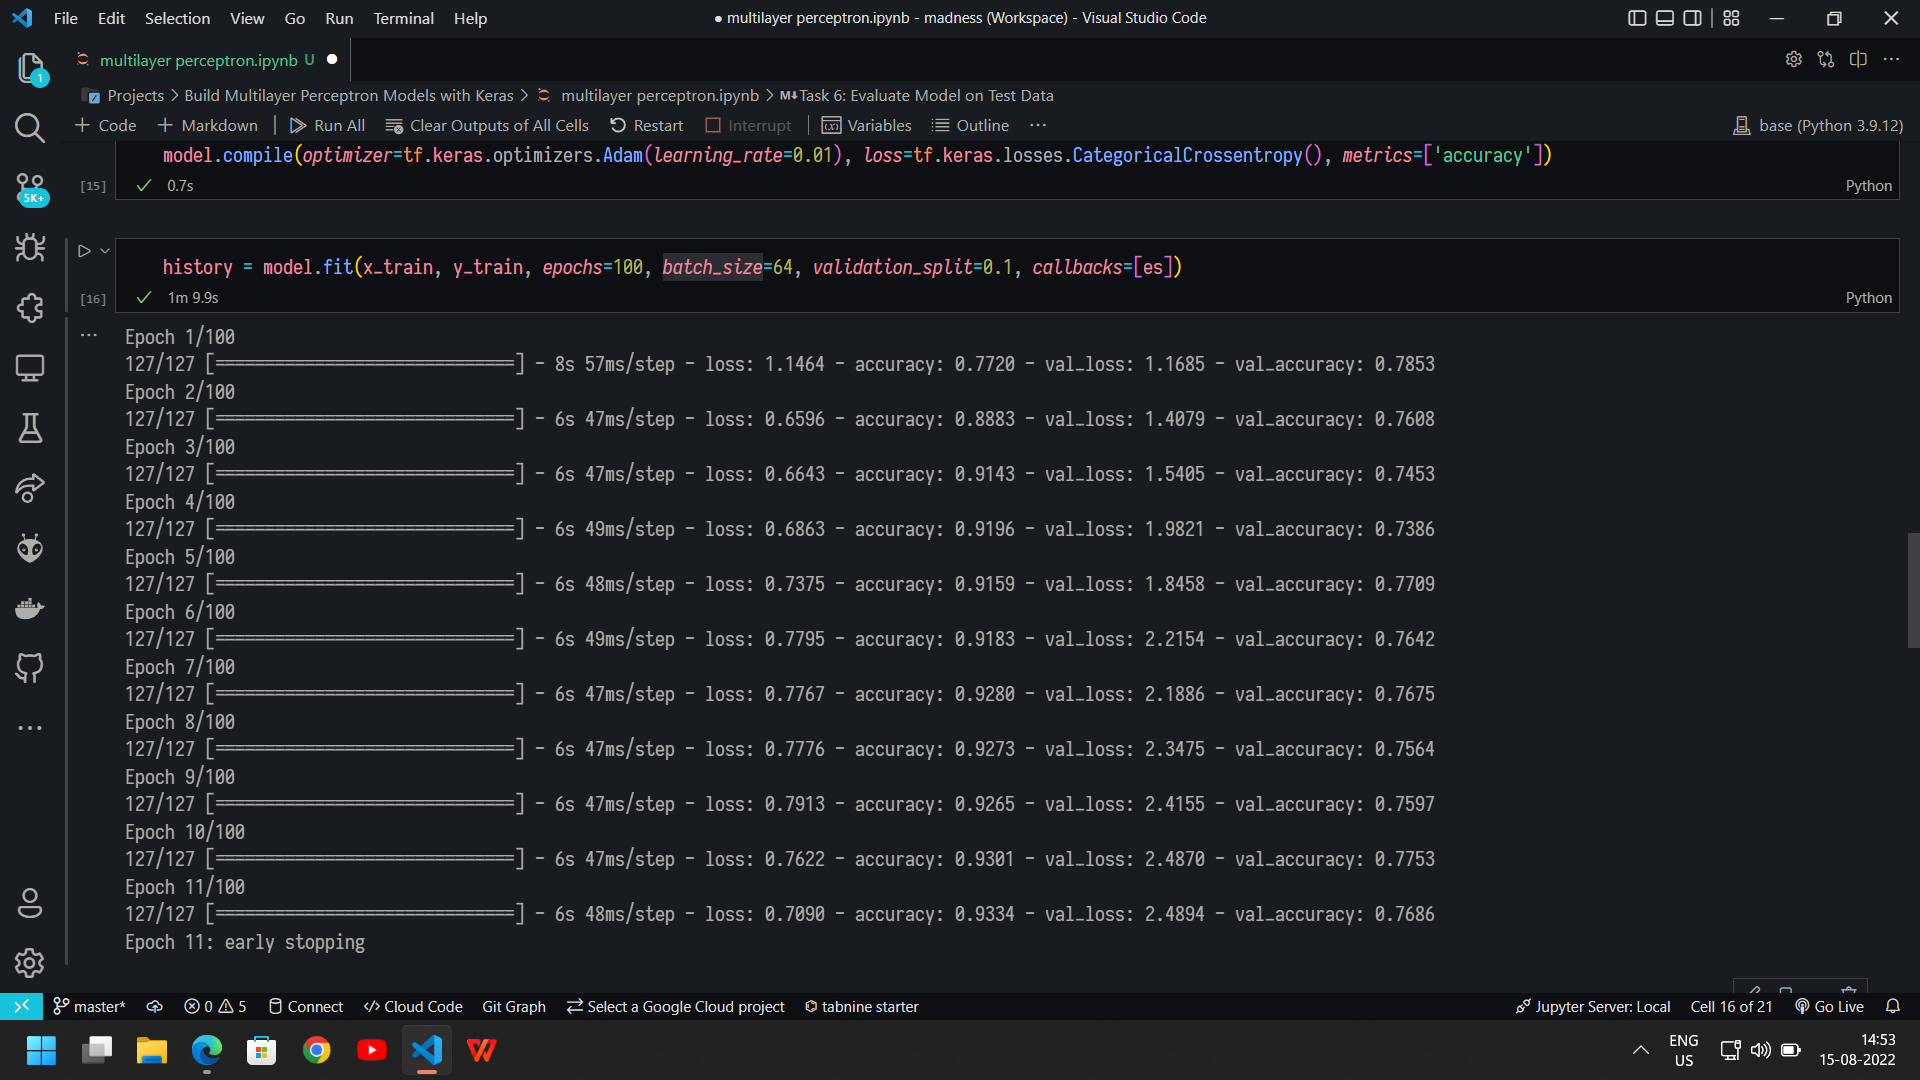 File Edit Selection View Go Run Terminal Help
● multilayer perceptron.ipynb - madness (Workspace) - Visual Studio Code
multilayer perceptron.ipynb U ●
1
Projects > Build Multilayer Perceptron Models with Keras > multilayer perceptron.ipynb > M↓Task 6: Evaluate Model on Test Data
+ Code + Markdown | Run All Clear Outputs of All Cells Restart Interrupt | Variables Outline ···
base (Python 3.9.12)
model.compile(optimizer=tf.keras.optimizers.Adam(learning_rate=0.01), loss=tf.keras.losses.CategoricalCrossentropy(), metrics=['accuracy'])
[15] ✓ 0.7s Python
5K+
history = model.fit(x_train, y_train, epochs=100, batch_size=64, validation_split=0.1, callbacks=[es])
[16] ✓ 1m 9.9s Python
Epoch 1/100
127/127 [==============================] - 8s 57ms/step - loss: 1.1464 - accuracy: 0.7720 - val_loss: 1.1685 - val_accuracy: 0.7853
Epoch 2/100
127/127 [==============================] - 6s 47ms/step - loss: 0.6596 - accuracy: 0.8883 - val_loss: 1.4079 - val_accuracy: 0.7608
Epoch 3/100
127/127 [==============================] - 6s 47ms/step - loss: 0.6643 - accuracy: 0.9143 - val_loss: 1.5405 - val_accuracy: 0.7453
Epoch 4/100
127/127 [==============================] - 6s 49ms/step - loss: 0.6863 - accuracy: 0.9196 - val_loss: 1.9821 - val_accuracy: 0.7386
Epoch 5/100
127/127 [==============================] - 6s 48ms/step - loss: 0.7375 - accuracy: 0.9159 - val_loss: 1.8458 - val_accuracy: 0.7709
Epoch 6/100
127/127 [==============================] - 6s 49ms/step - loss: 0.7795 - accuracy: 0.9183 - val_loss: 2.2154 - val_accuracy: 0.7642
Epoch 7/100
127/127 [==============================] - 6s 47ms/step - loss: 0.7767 - accuracy: 0.9280 - val_loss: 2.1886 - val_accuracy: 0.7675
Epoch 8/100
127/127 [==============================] - 6s 47ms/step - loss: 0.7776 - accuracy: 0.9273 - val_loss: 2.3475 - val_accuracy: 0.7564
Epoch 9/100
127/127 [==============================] - 6s 47ms/step - loss: 0.7913 - accuracy: 0.9265 - val_loss: 2.4155 - val_accuracy: 0.7597
Epoch 10/100
127/127 [==============================] - 6s 47ms/step - loss: 0.7622 - accuracy: 0.9301 - val_loss: 2.4870 - val_accuracy: 0.7753
Epoch 11/100
127/127 [==============================] - 6s 48ms/step - loss: 0.7090 - accuracy: 0.9334 - val_loss: 2.4894 - val_accuracy: 0.7686
Epoch 11: early stopping
master* 0 5 Connect </> Cloud Code Git Graph Select a Google Cloud project tabnine starter Jupyter Server: Local Cell 16 of 21 Go Live
ENG
US
14:53
15-08-2022